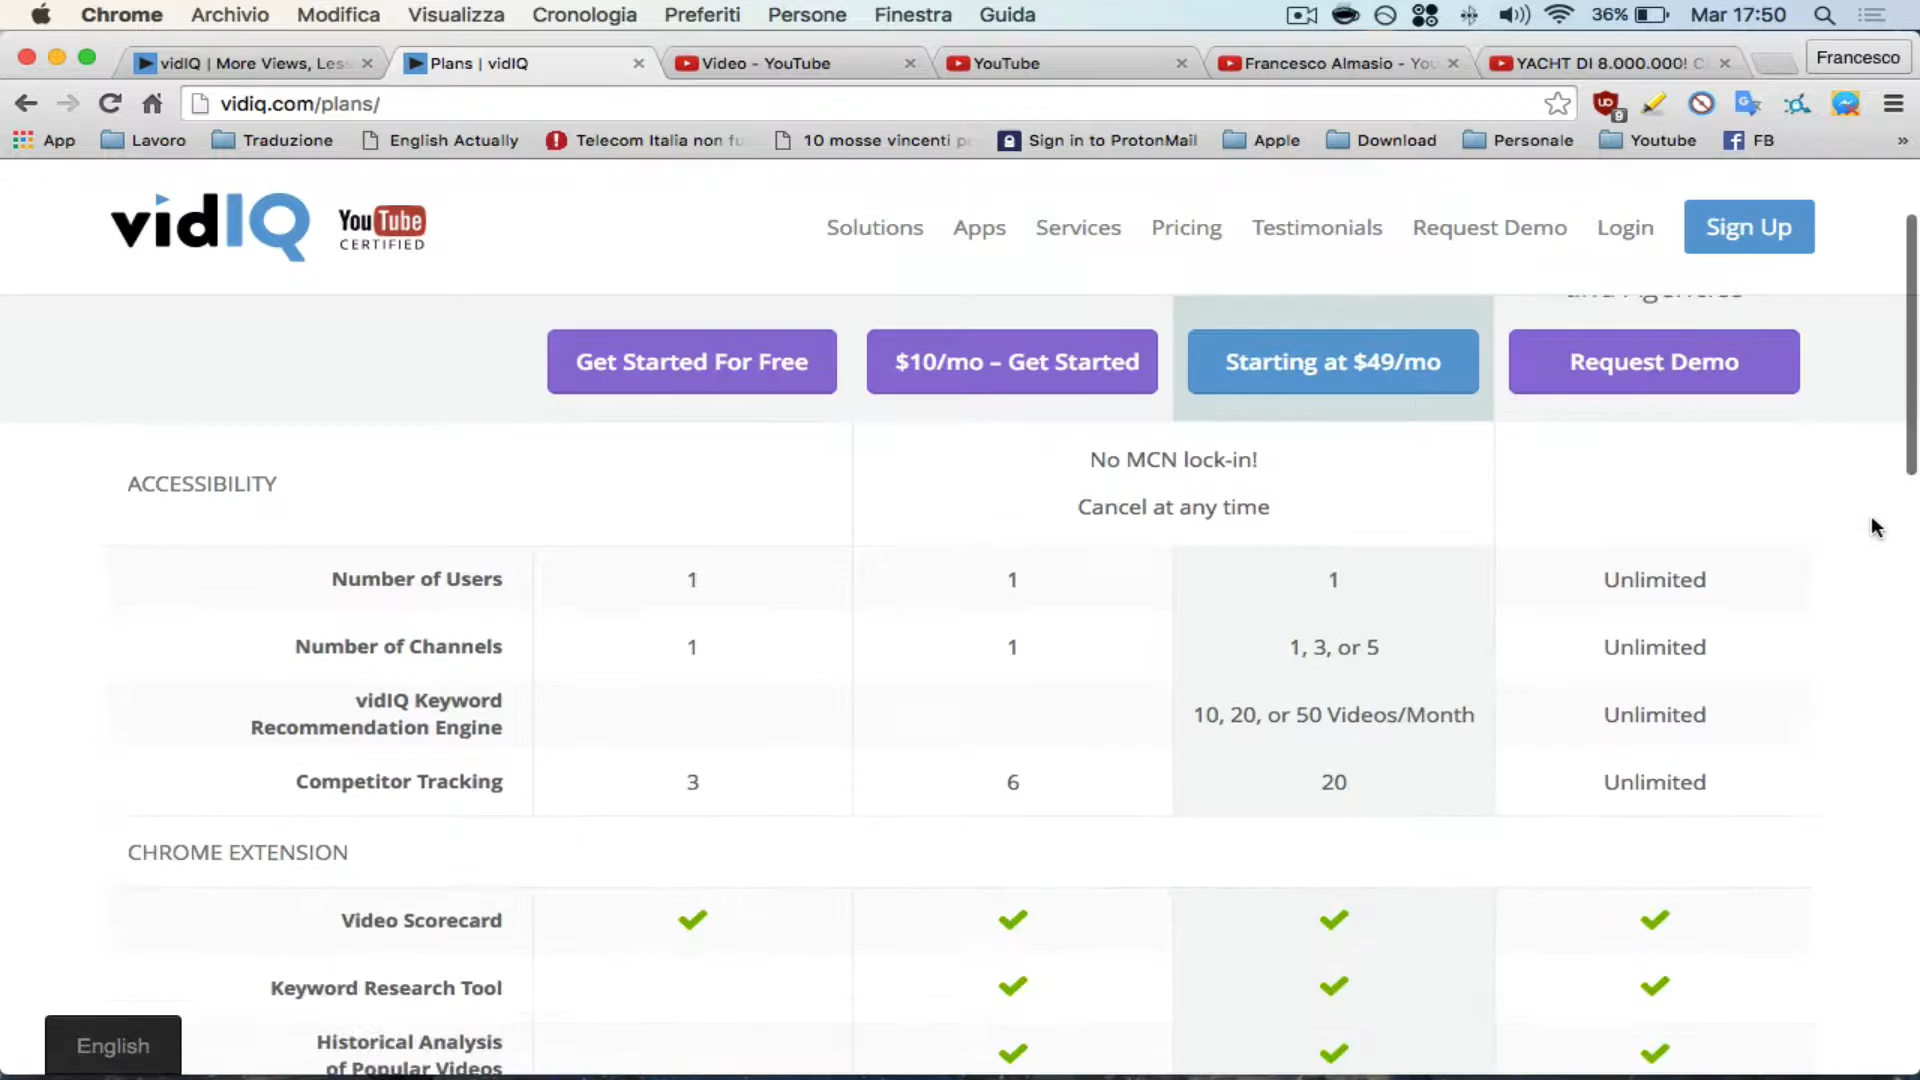 Chrome Archivio Modifica Visualizza Cronologia Preferiti Persone Finestra Guida 36% Mar 17:50
vidIQ | More Views, Les Plans | vidIQ Video - YouTube YouTube Francesco Almasio - You YACHT DI 8.000.000! C Francesco
vidiq.com/plans/ 9
App Lavoro Traduzione English Actually Telecom Italia non fu 10 mosse vincenti pe Sign in to ProtonMail Apple Download Personale Youtube FB »
vidIQ YouTube CERTIFIED Solutions Apps Services Pricing Testimonials Request Demo Login Sign Up
and Agencies
Get Started For Free $10/mo – Get Started Starting at $49/mo Request Demo
No MCN lock-in!
ACCESSIBILITY
Cancel at any time
Number of Users 1 1 1 Unlimited
Number of Channels 1 1 1, 3, or 5 Unlimited
vidIQ Keyword
Recommendation Engine 10, 20, or 50 Videos/Month Unlimited
Competitor Tracking 3 6 20 Unlimited
CHROME EXTENSION
Video Scorecard
Keyword Research Tool
Historical Analysis
of Popular Videos
English